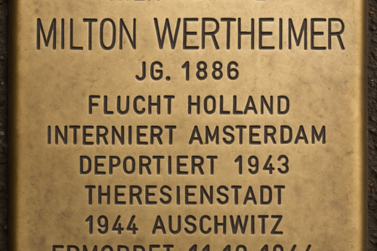 MILTON WERTHEIMER
JG. 1886
FLUCHT HOLLAND
INTERNIERT AMSTERDAM
DEPORTIERT 1943
THERESIENSTADT
1944 AUSCHWITZ
ERMORDET